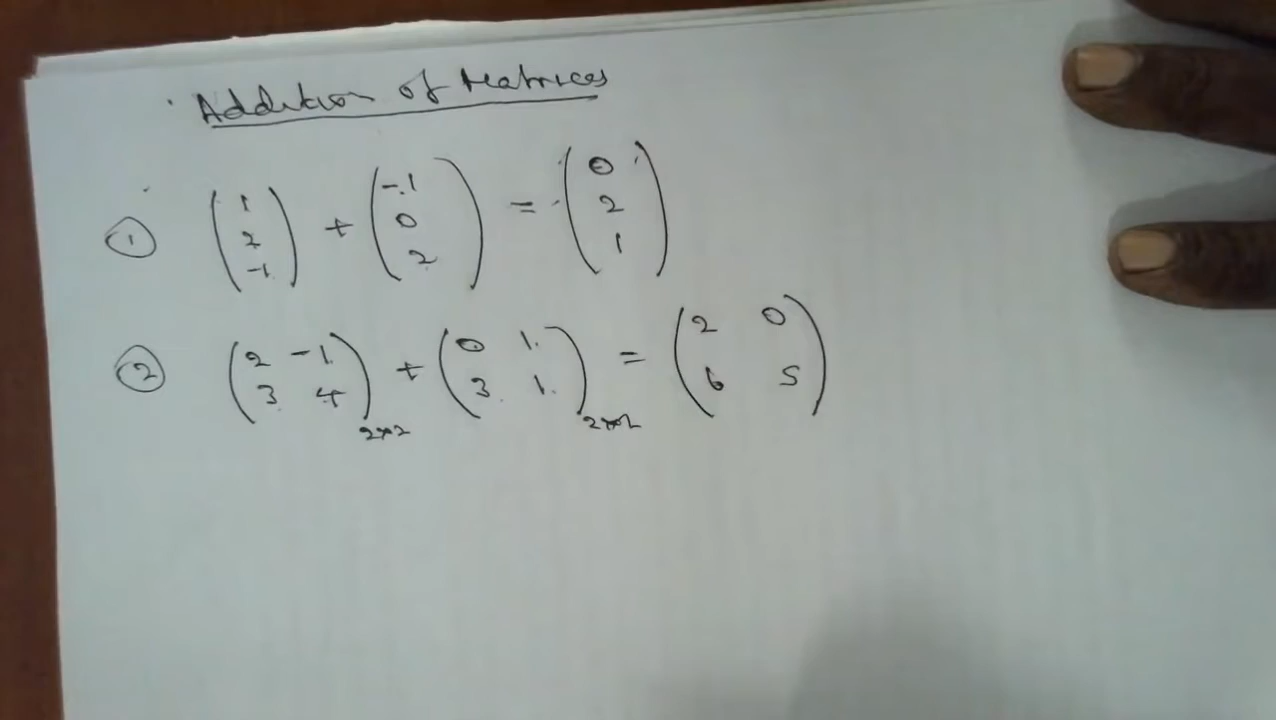 Addition of Matrices
① (1 2 -1) + (-1 0 2) = (0 2 1)
② (2 -1 3 4)2×2 + (0 1 3 1)2×2 = (2 0 6 5)